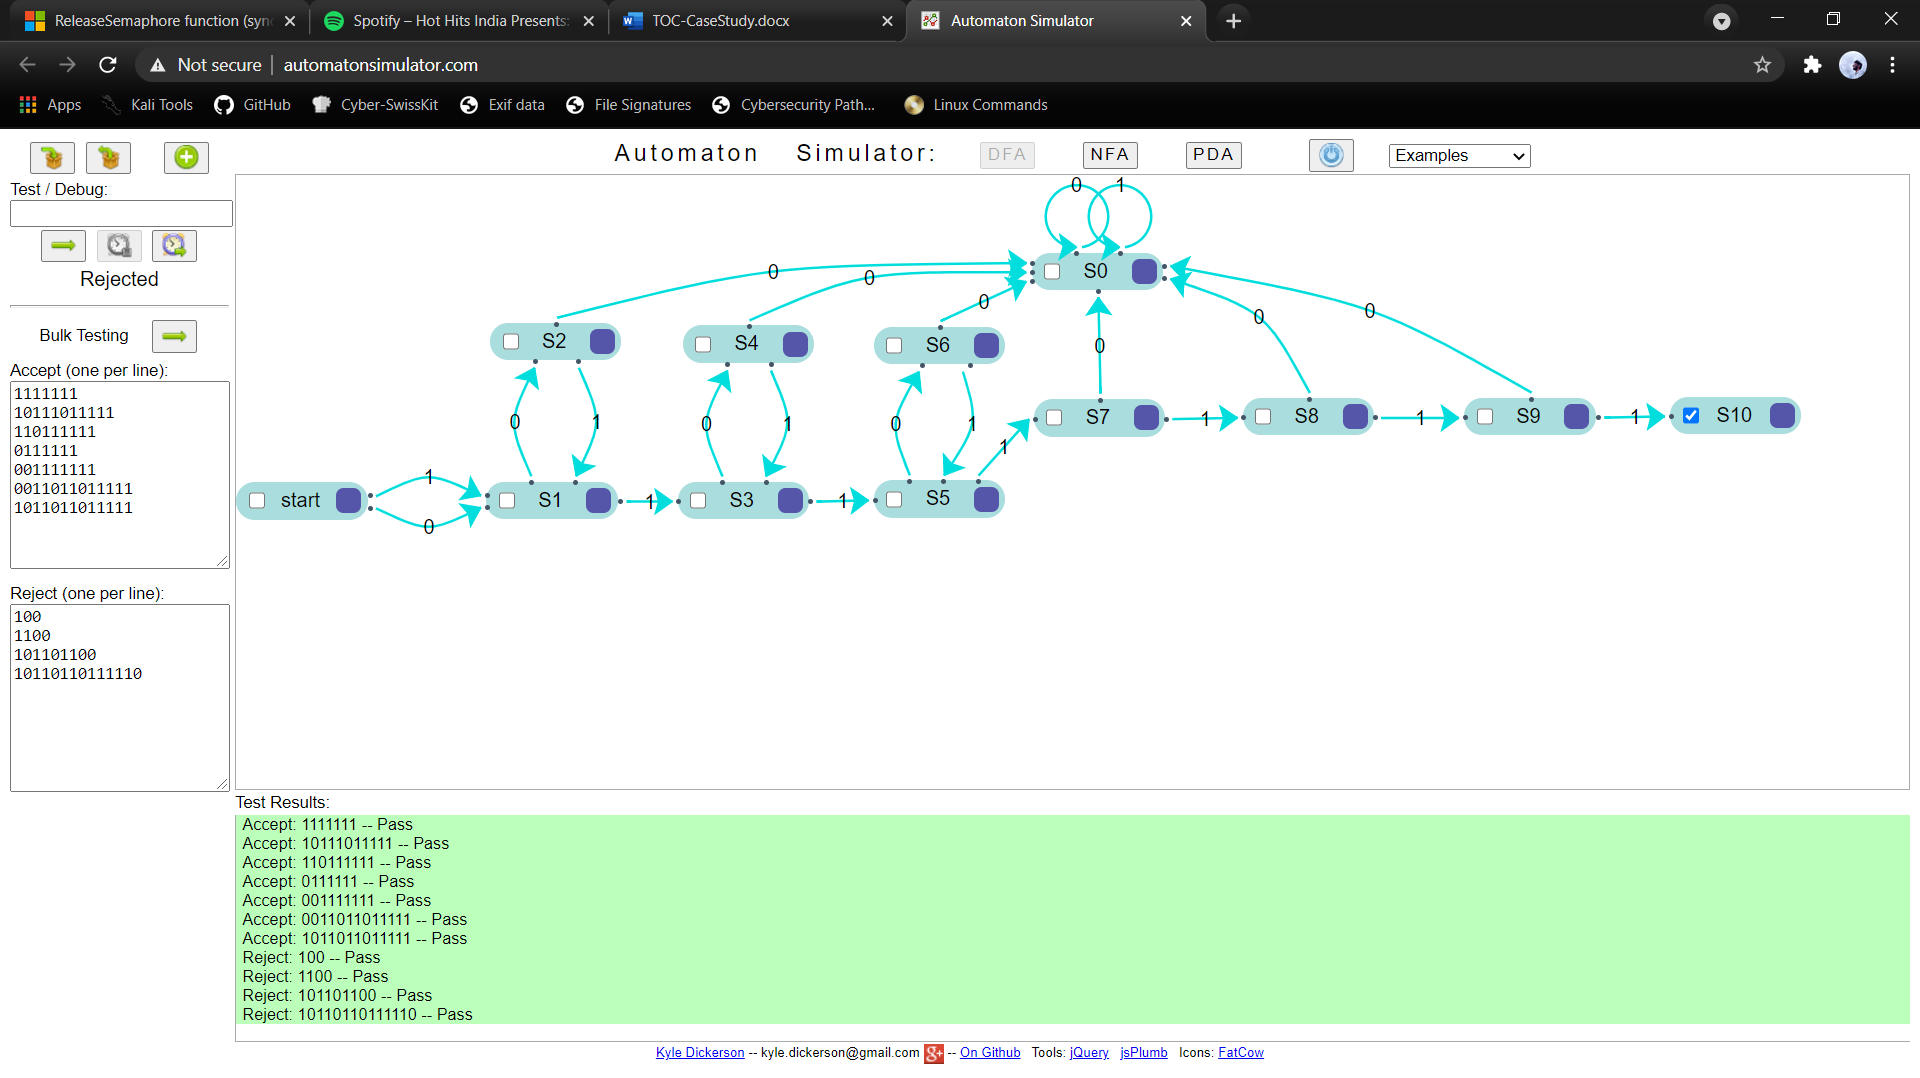 ReleaseSemaphore function (sync
Spotify – Hot Hits India Presents:
TOC-CaseStudy.docx
Automaton Simulator
Not secure
automatonsimulator.com
Apps
Kali Tools
GitHub
Cyber-SwissKit
Exif data
File Signatures
Cybersecurity Path...
Linux Commands
Automaton Simulator:
DFA
NFA
PDA
Examples
Test / Debug:
Rejected
Bulk Testing
Accept (one per line):
1111111
10111011111
110111111
0111111
001111111
0011011011111
1011011011111
Reject (one per line):
100
1100
101101100
10110110111110
0 1
S0
0
0
0
0
0
0
S2
S4
S6
0
1
0
1
0
1
1
S7
1
S8
1
S9
1
S10
start
1
0
S1
1
S3
1
S5
Test Results:
Accept: 1111111 -- Pass
Accept: 10111011111 -- Pass
Accept: 110111111 -- Pass
Accept: 0111111 -- Pass
Accept: 001111111 -- Pass
Accept: 0011011011111 -- Pass
Accept: 1011011011111 -- Pass
Reject: 100 -- Pass
Reject: 1100 -- Pass
Reject: 101101100 -- Pass
Reject: 10110110111110 -- Pass
Kyle Dickerson -- kyle.dickerson@gmail.com g+ -- On Github Tools: jQuery jsPlumb Icons: FatCow